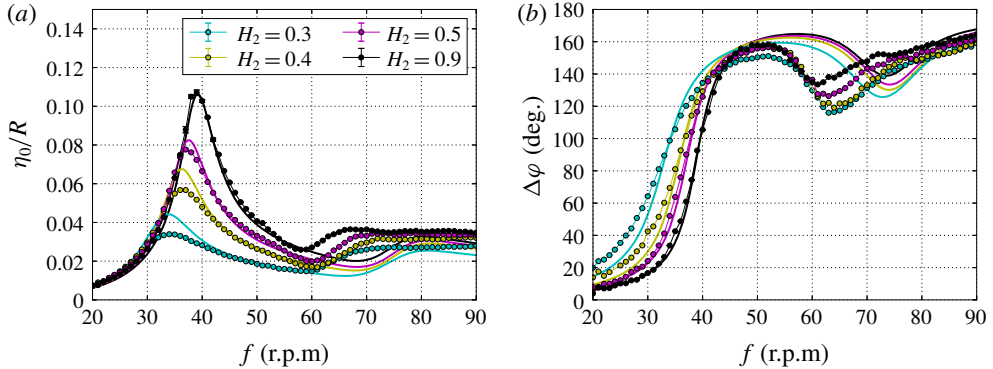 (a)
0.14
0.12
0.10
0.08
0.06
0.04
0.02
0
η₀/R
H₂ = 0.3
H₂ = 0.4
H₂ = 0.5
H₂ = 0.9
20 30 40 50 60 70 80 90
f (r.p.m)
(b)
180
160
140
120
100
80
60
40
20
0
Δφ (deg.)
20 30 40 50 60 70 80 90
f (r.p.m)